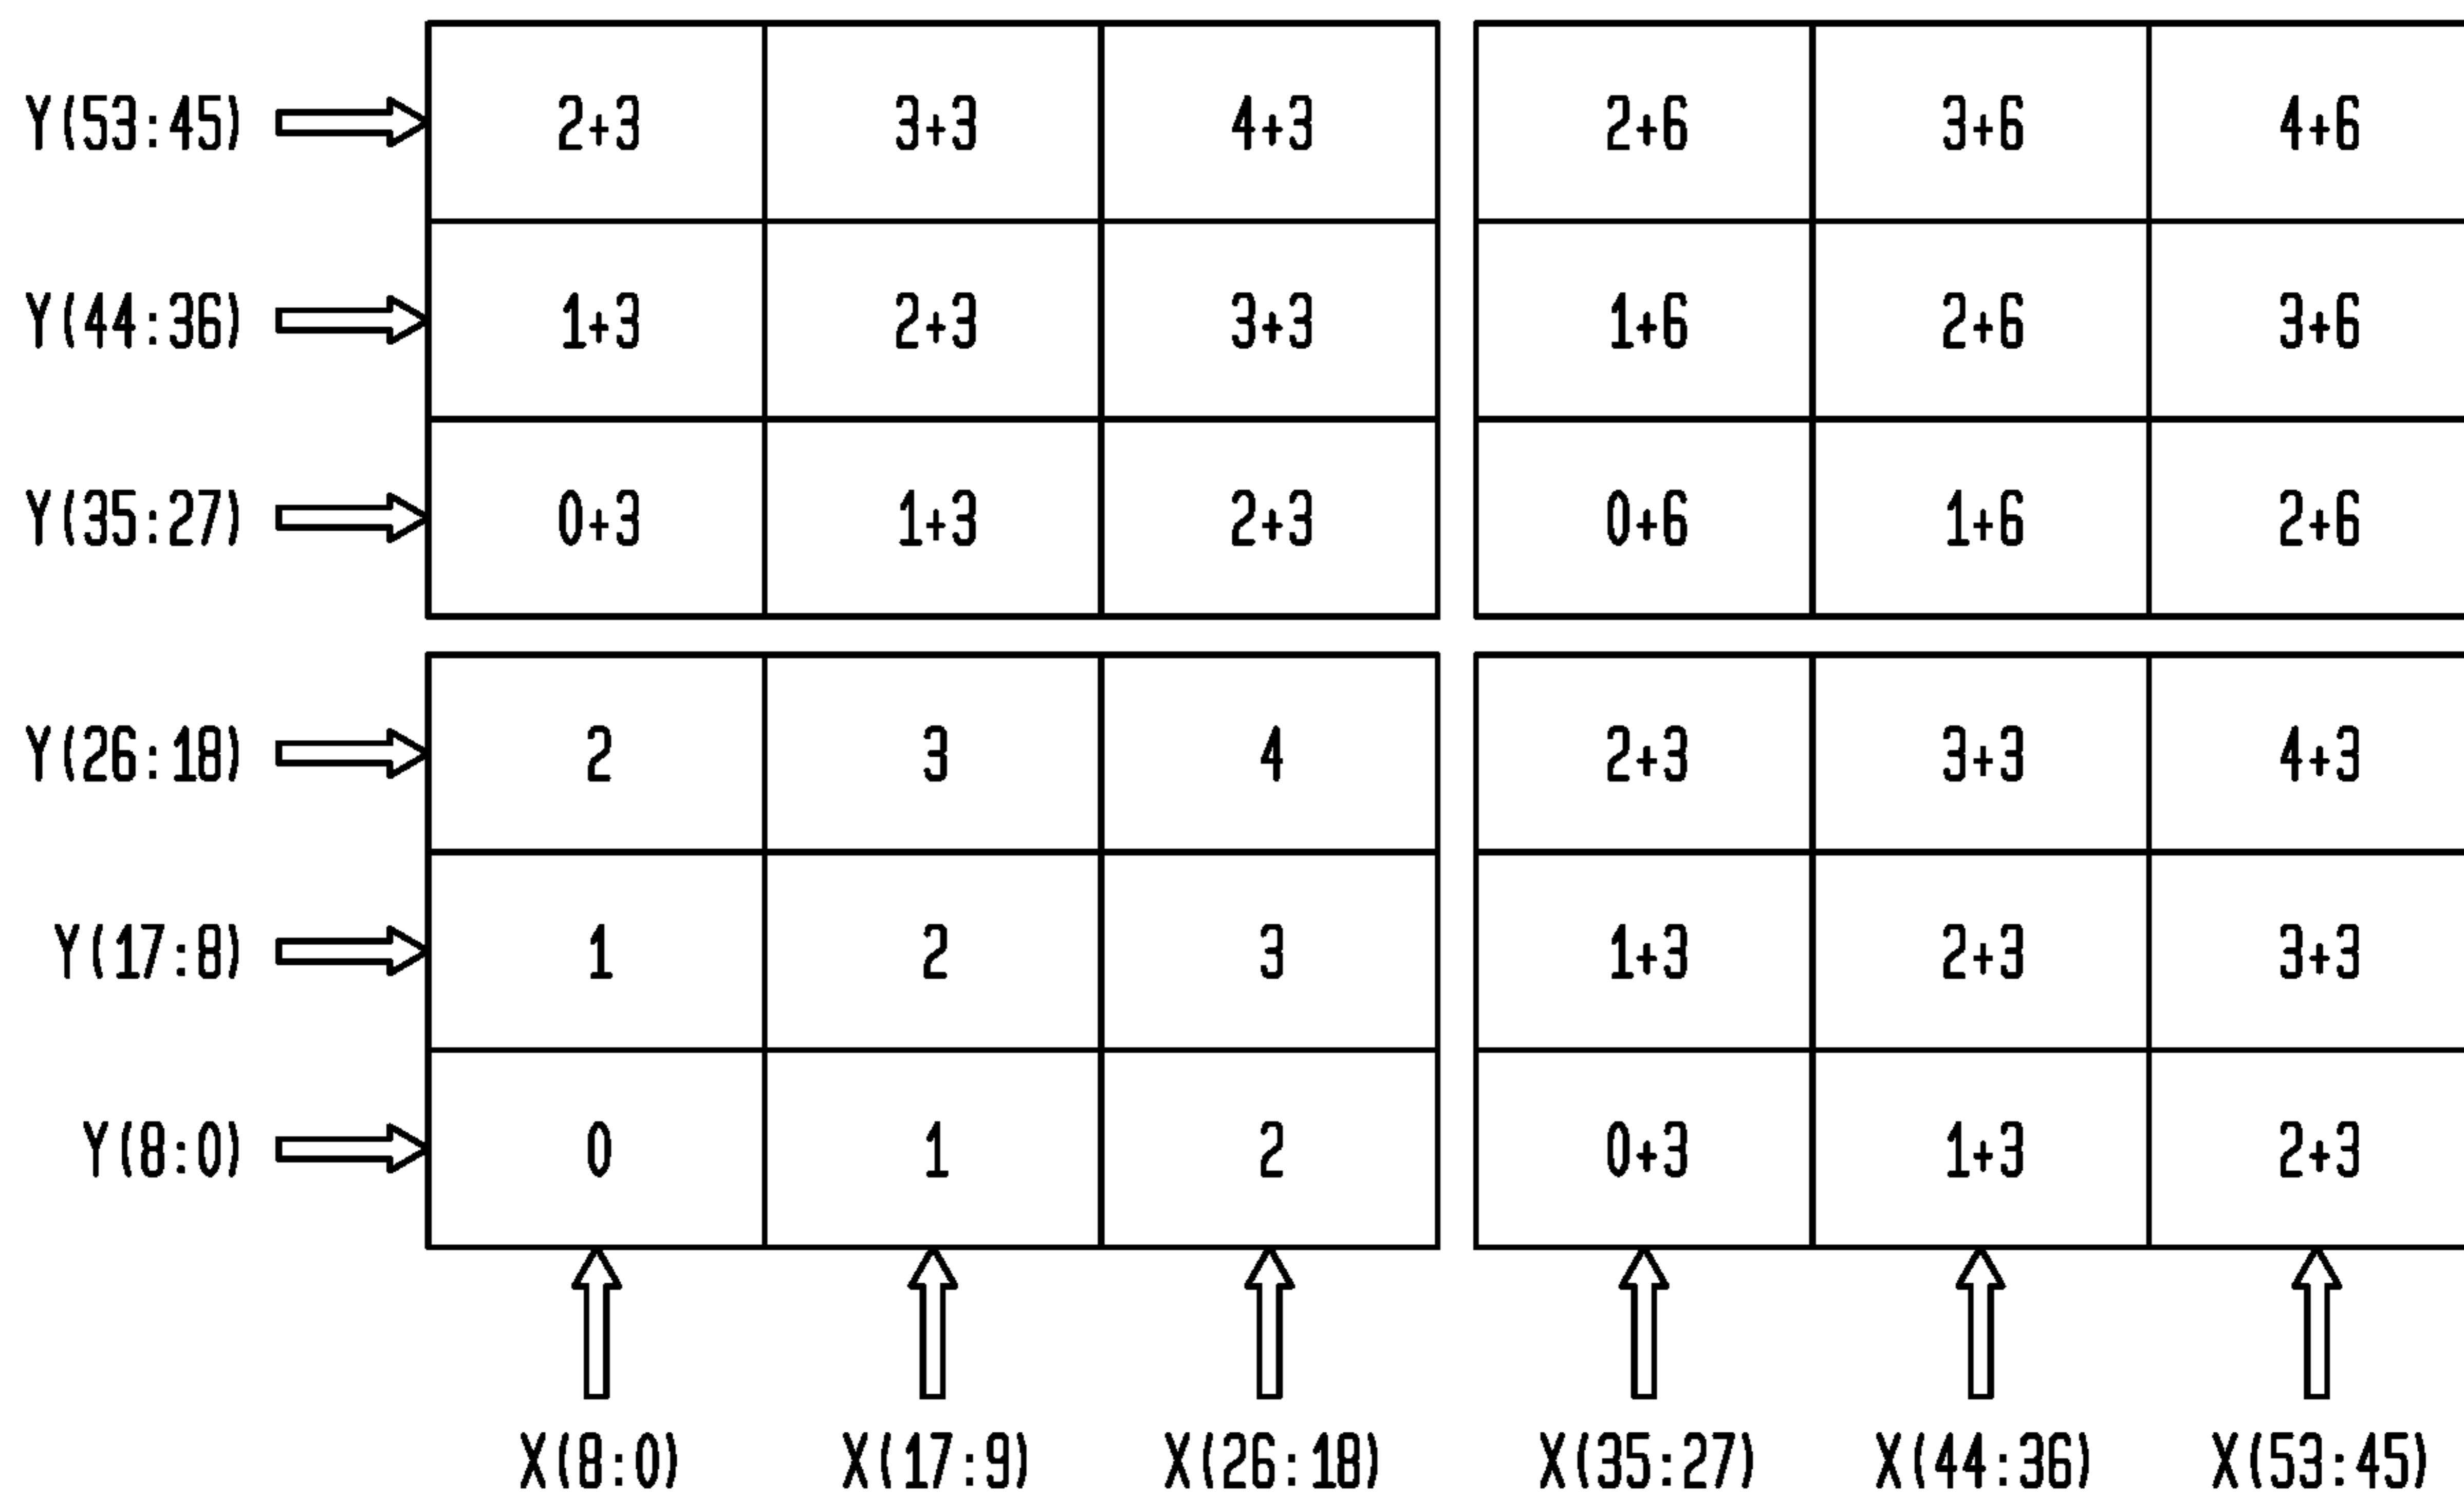 Y(53:45) 2+3 3+3 4+3 2+6 3+6 4+6
Y(44:36) 1+3 2+3 3+3 1+6 2+6 3+6
Y(35:27) 0+3 1+3 2+3 0+6 1+6 2+6
Y(26:18) 2 3 4 2+3 3+3 4+3
Y(17:8) 1 2 3 1+3 2+3 3+3
Y(8:0) 0 1 2 0+3 1+3 2+3
X(8:0) X(17:9) X(26:18) X(35:27) X(44:36) X(53:45)